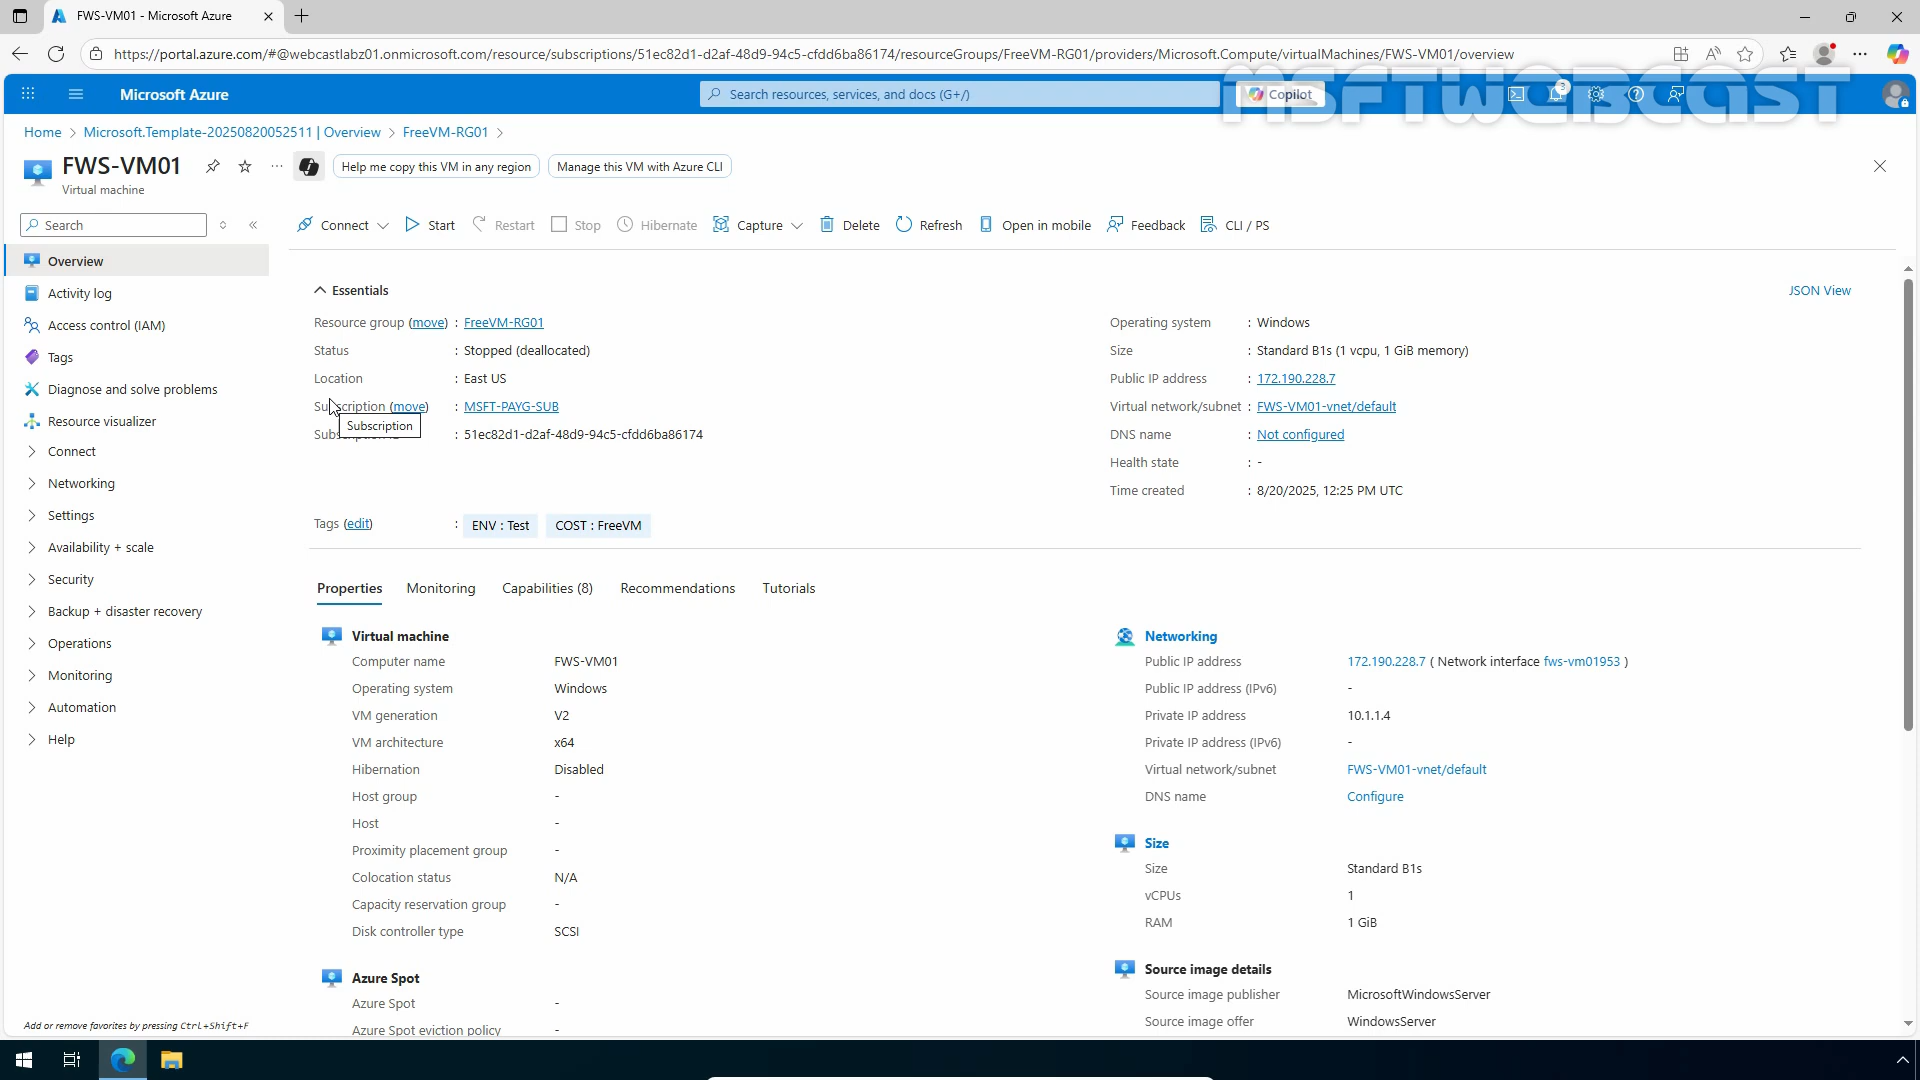 FWS-VM01 - Microsoft Azure
https://portal.azure.com/#@webcastlabz01.onmicrosoft.com/resource/subscriptions/51ec82d1-d2af-48d9-94c5-cfdd6ba86174/resourceGroups/FreeVM-RG01/providers/Microsoft.Compute/virtualMachines/FWS-VM01/overview
MSFTWEBCAST
Microsoft Azure
Search resources, services, and docs (G+/)
Copilot
3
Home > Microsoft.Template-20250820052511 | Overview > FreeVM-RG01 >
FWS-VM01
Virtual machine
Help me copy this VM in any region
Manage this VM with Azure CLI
Search
Connect
Start
Restart
Stop
Hibernate
Capture
Delete
Refresh
Open in mobile
Feedback
CLI / PS
Overview
Activity log
Access control (IAM)
Tags
Diagnose and solve problems
Resource visualizer
Connect
Networking
Settings
Availability + scale
Security
Backup + disaster recovery
Operations
Monitoring
Automation
Help
Add or remove favorites by pressing Ctrl+Shift+F
Essentials
JSON View
Resource group (move) : FreeVM-RG01
Status : Stopped (deallocated)
Location : East US
Subscription (move) : MSFT-PAYG-SUB
Subscription
: 51ec82d1-d2af-48d9-94c5-cfdd6ba86174
Operating system : Windows
Size : Standard B1s (1 vcpu, 1 GiB memory)
Public IP address : 172.190.228.7
Virtual network/subnet : FWS-VM01-vnet/default
DNS name : Not configured
Health state : -
Time created : 8/20/2025, 12:25 PM UTC
Tags (edit) : ENV : Test COST : FreeVM
Properties
Monitoring
Capabilities (8)
Recommendations
Tutorials
Virtual machine
Computer name FWS-VM01
Operating system Windows
VM generation V2
VM architecture x64
Hibernation Disabled
Host group -
Host -
Proximity placement group -
Colocation status N/A
Capacity reservation group -
Disk controller type SCSI
Azure Spot
Azure Spot -
Azure Spot eviction policy -
Networking
Public IP address 172.190.228.7 ( Network interface fws-vm01953 )
Public IP address (IPv6) -
Private IP address 10.1.1.4
Private IP address (IPv6) -
Virtual network/subnet FWS-VM01-vnet/default
DNS name Configure
Size
Size Standard B1s
vCPUs 1
RAM 1 GiB
Source image details
Source image publisher MicrosoftWindowsServer
Source image offer WindowsServer